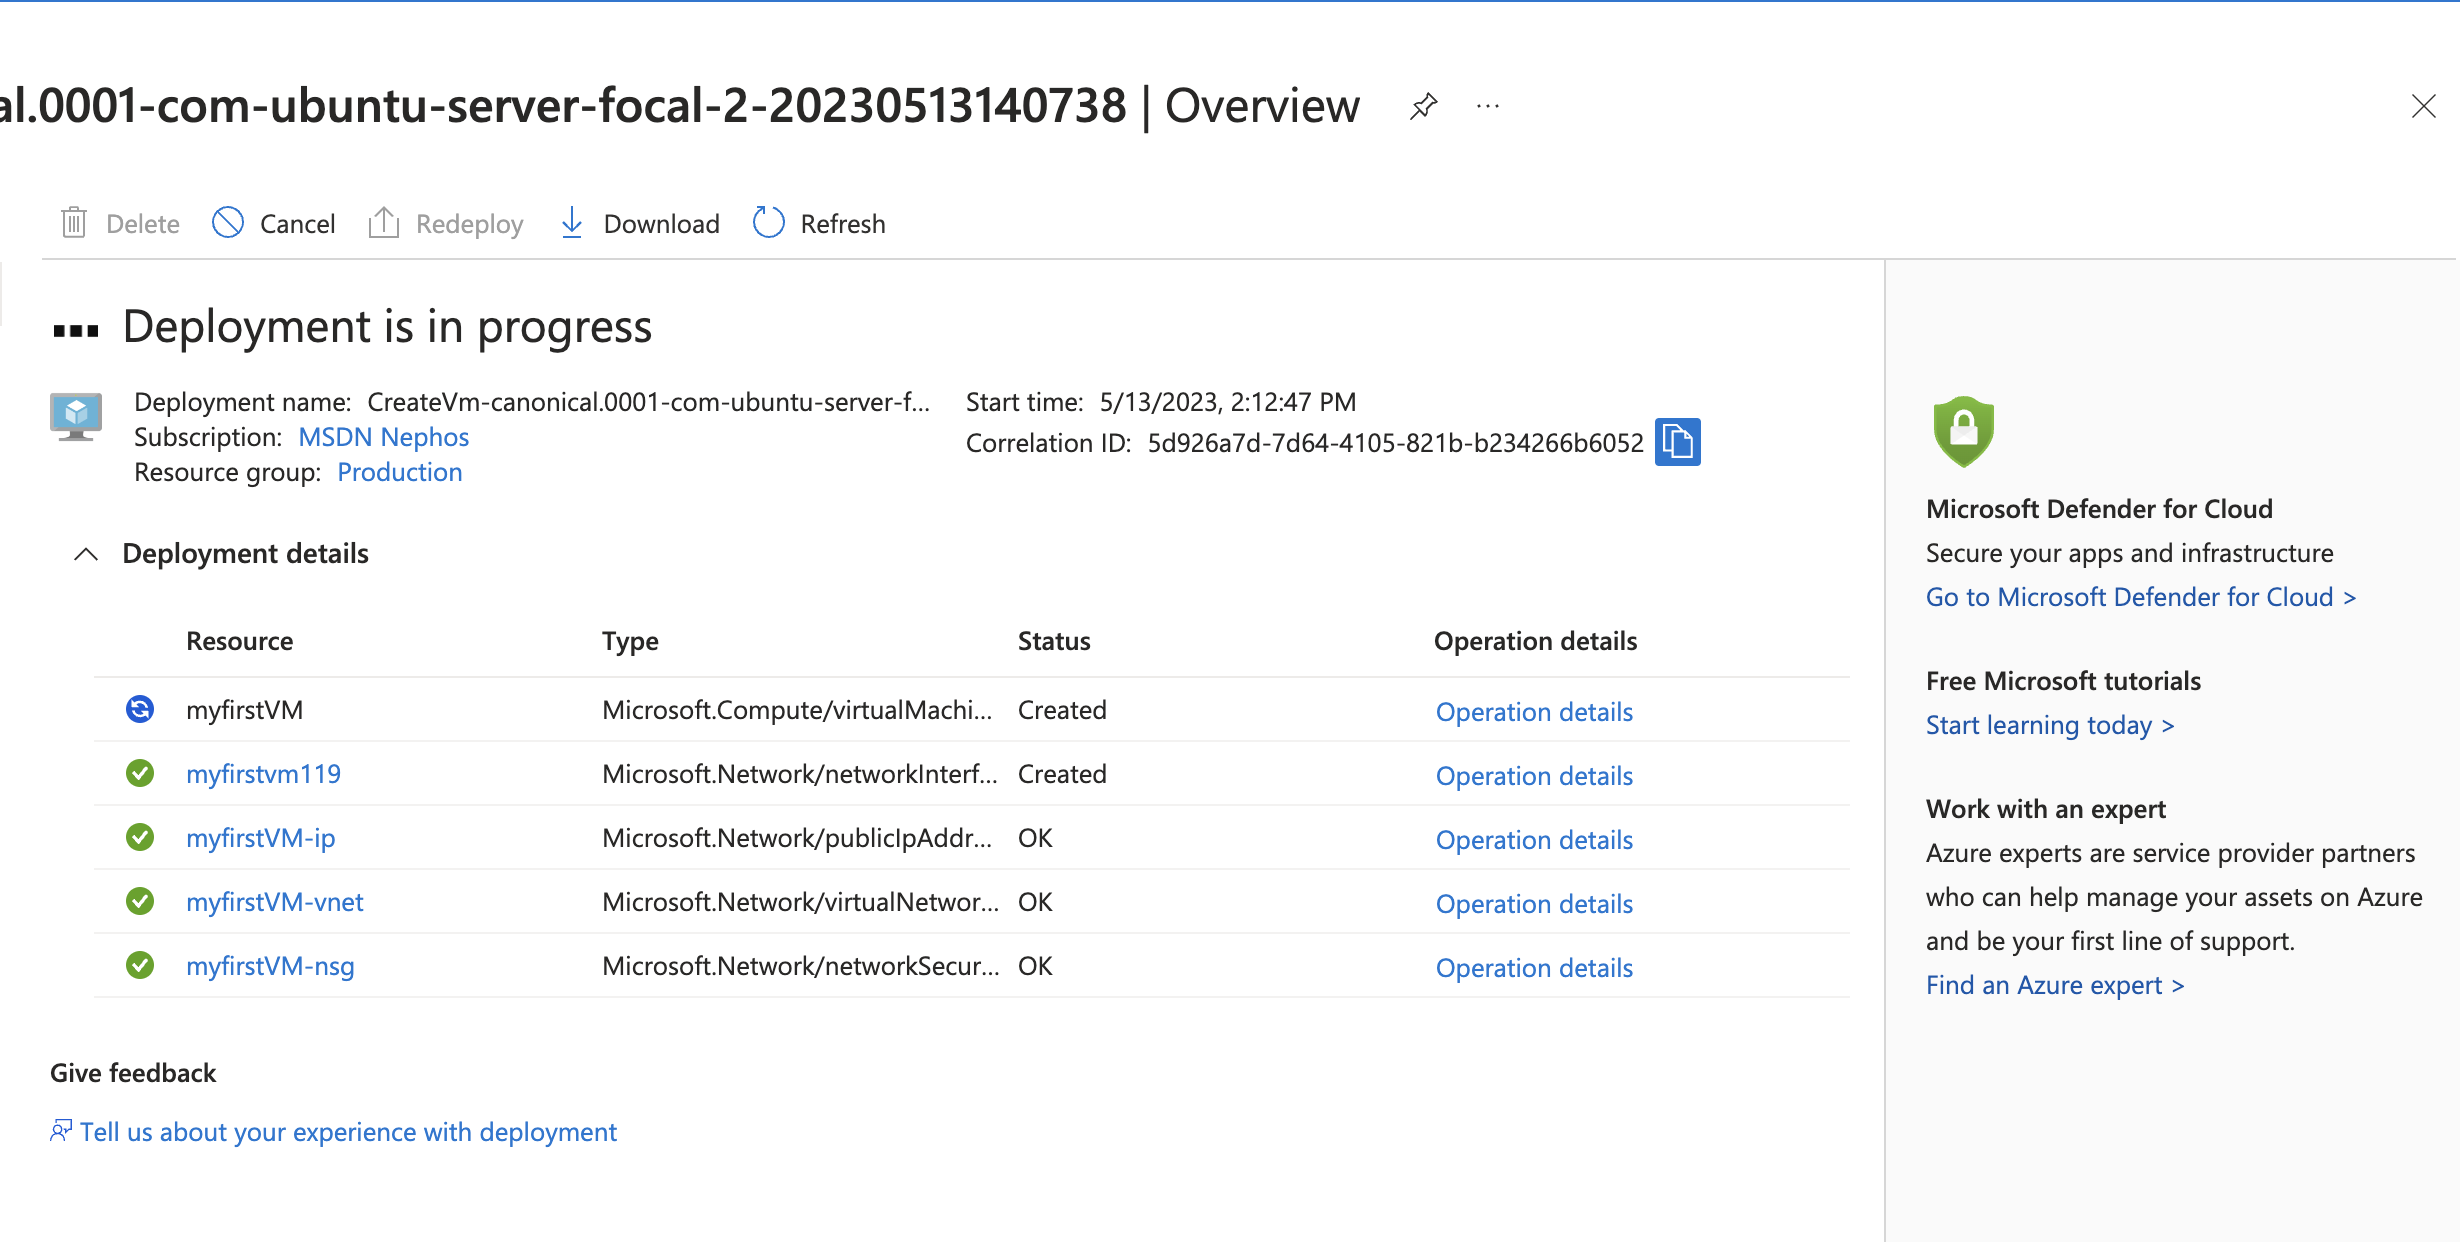 al.0001-com-ubuntu-server-focal-2-20230513140738 | Overview
Delete Cancel Redeploy Download Refresh
Deployment is in progress
Deployment name: CreateVm-canonical.0001-com-ubuntu-server-f...
Subscription: MSDN Nephos
Resource group: Production
Start time: 5/13/2023, 2:12:47 PM
Correlation ID: 5d926a7d-7d64-4105-821b-b234266b6052
Deployment details
Resource Type Status Operation details
myfirstVM Microsoft.Compute/virtualMachi... Created Operation details
myfirstvm119 Microsoft.Network/networkInterf... Created Operation details
myfirstVM-ip Microsoft.Network/publicIpAddr... OK Operation details
myfirstVM-vnet Microsoft.Network/virtualNetwor... OK Operation details
myfirstVM-nsg Microsoft.Network/networkSecur... OK Operation details
Give feedback
Tell us about your experience with deployment
Microsoft Defender for Cloud
Secure your apps and infrastructure
Go to Microsoft Defender for Cloud >
Free Microsoft tutorials
Start learning today >
Work with an expert
Azure experts are service provider partners
who can help manage your assets on Azure
and be your first line of support.
Find an Azure expert >